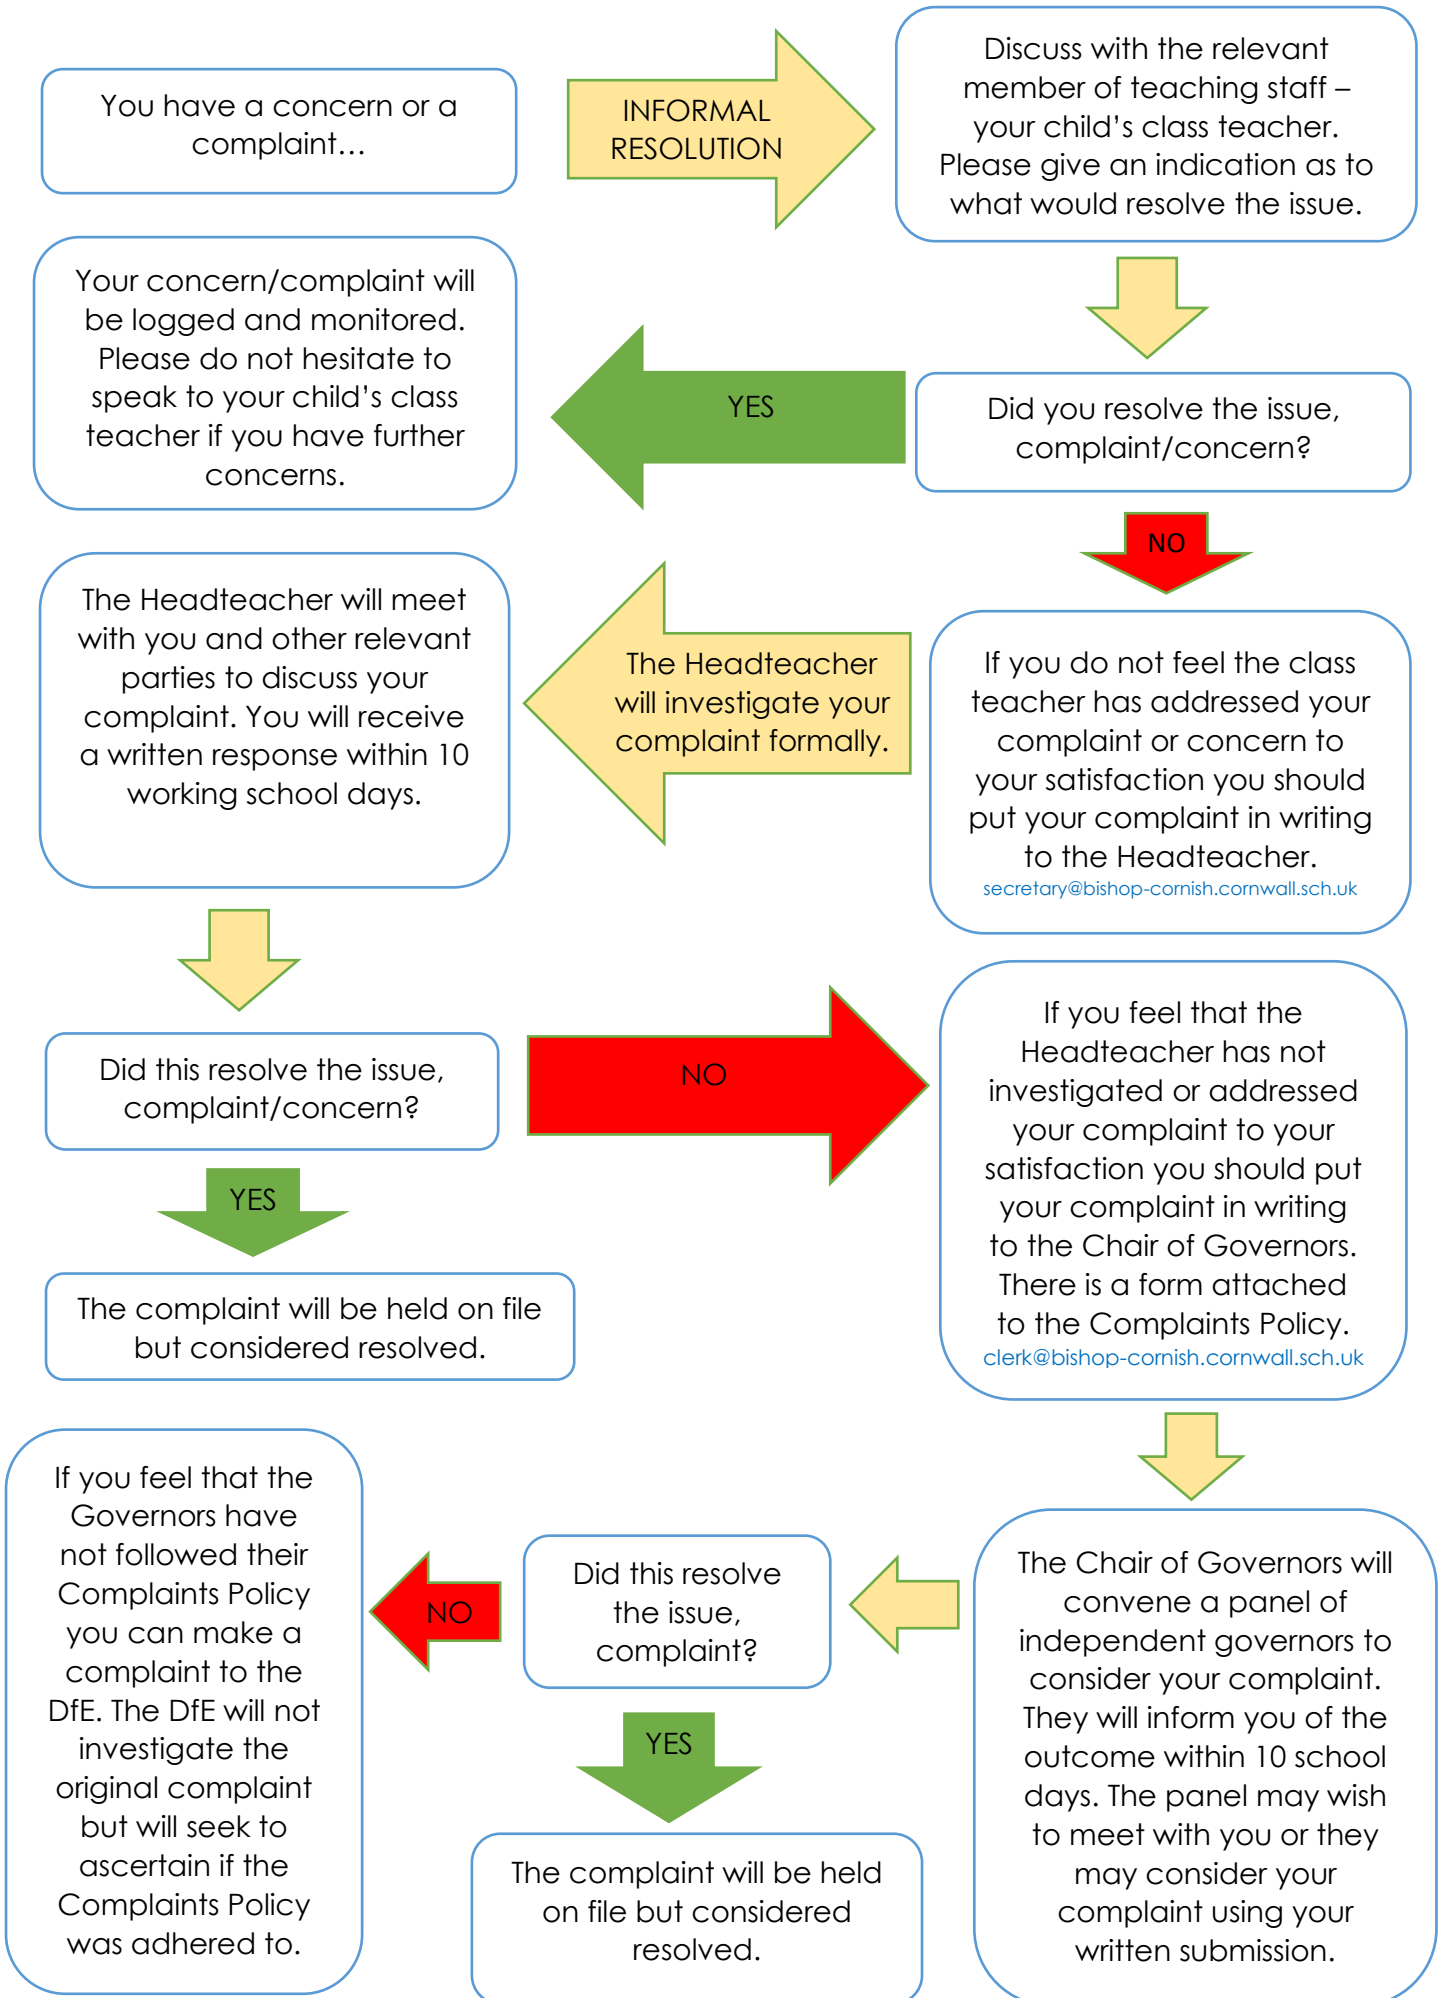 You have a concern or a
complaint…
INFORMAL
RESOLUTION
Discuss with the relevant
member of teaching staff –
your child’s class teacher.
Please give an indication as to
what would resolve the issue.
Did you resolve the issue,
complaint/concern?
YES
Your concern/complaint will
be logged and monitored.
Please do not hesitate to
speak to your child’s class
teacher if you have further
concerns.
NO
If you do not feel the class
teacher has addressed your
complaint or concern to
your satisfaction you should
put your complaint in writing
to the Headteacher.
secretary@bishop-cornish.cornwall.sch.uk
The Headteacher
will investigate your
complaint formally.
The Headteacher will meet
with you and other relevant
parties to discuss your
complaint. You will receive
a written response within 10
working school days.
Did this resolve the issue,
complaint/concern?
YES
The complaint will be held on file
but considered resolved.
NO
If you feel that the
Headteacher has not
investigated or addressed
your complaint to your
satisfaction you should put
your complaint in writing
to the Chair of Governors.
There is a form attached
to the Complaints Policy.
clerk@bishop-cornish.cornwall.sch.uk
The Chair of Governors will
convene a panel of
independent governors to
consider your complaint.
They will inform you of the
outcome within 10 school
days. The panel may wish
to meet with you or they
may consider your
complaint using your
written submission.
Did this resolve
the issue,
complaint?
YES
The complaint will be held
on file but considered
resolved.
NO
If you feel that the
Governors have
not followed their
Complaints Policy
you can make a
complaint to the
DfE. The DfE will not
investigate the
original complaint
but will seek to
ascertain if the
Complaints Policy
was adhered to.